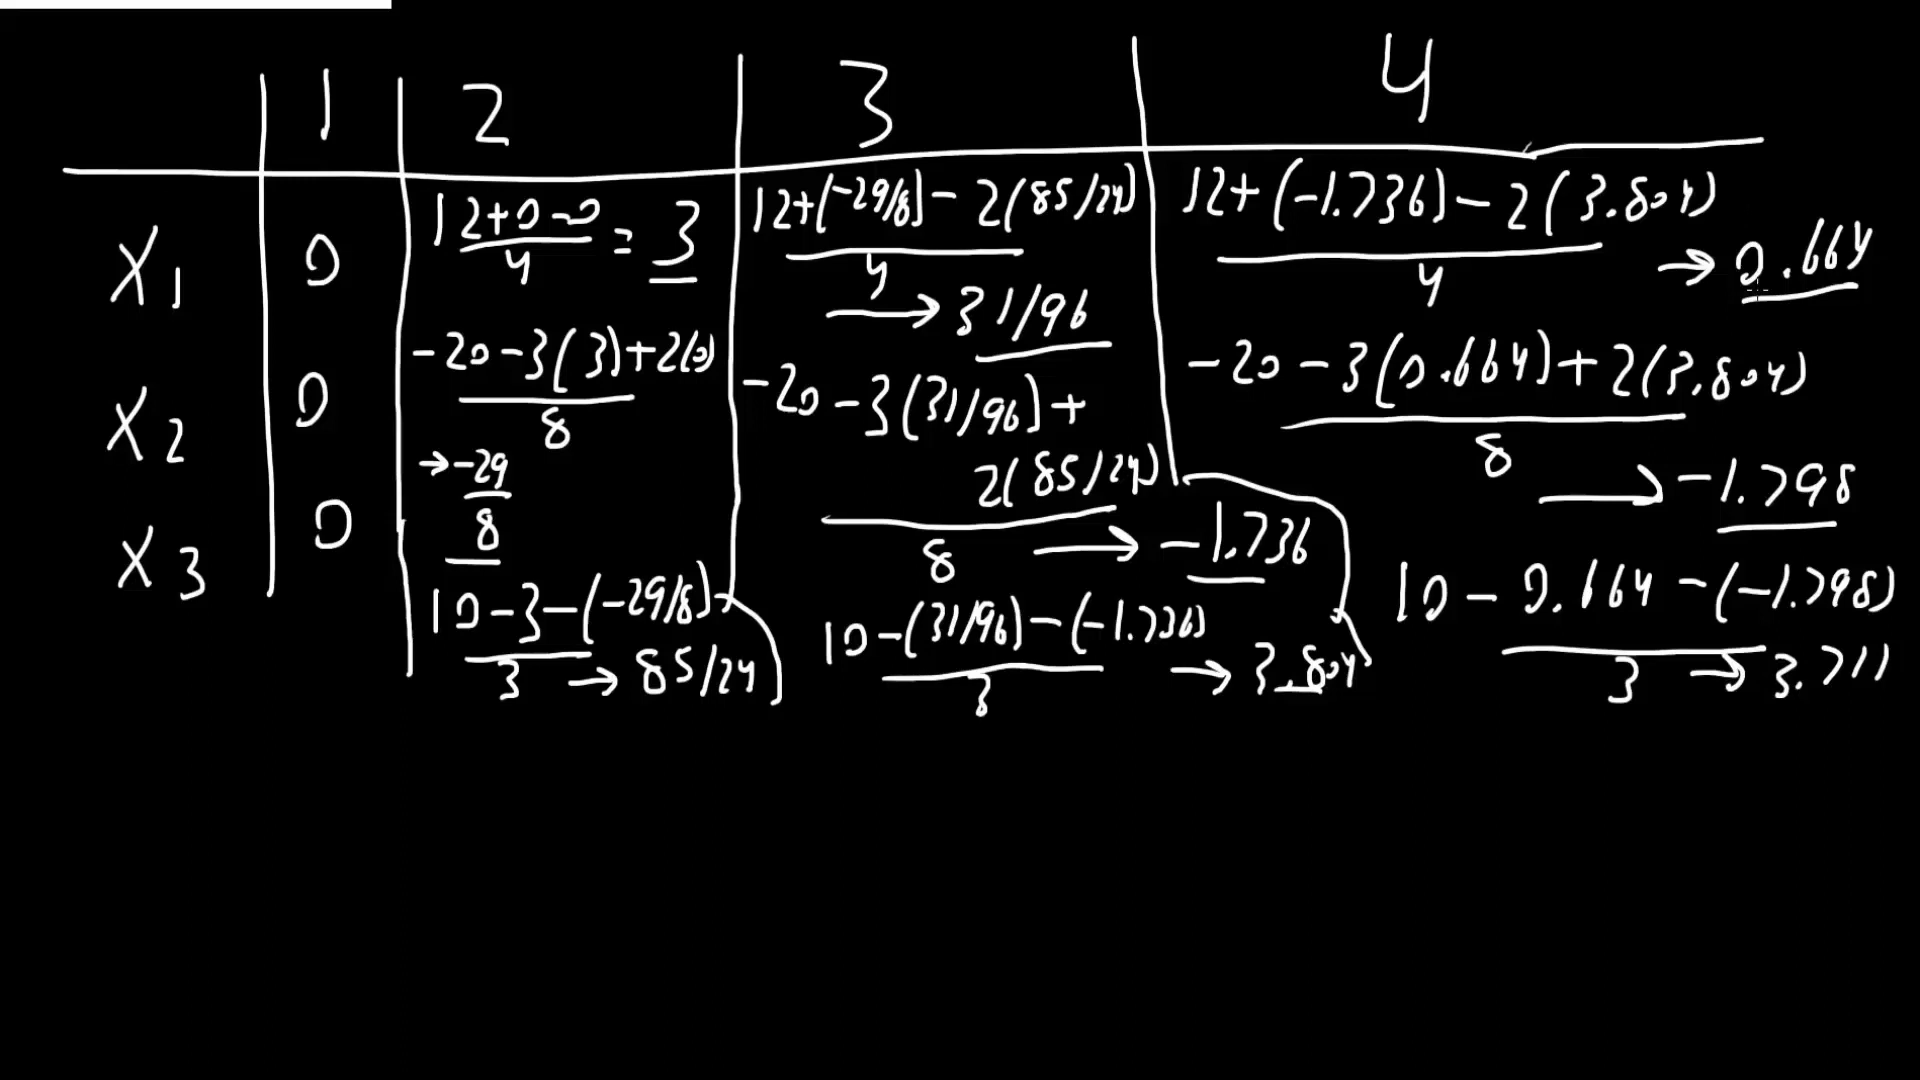 1 2 3 4
X1 0 12+0-0 / 4 = 3
12+(-29/8)-2(85/24) / 4 → 31/96
12+(-1.736)-2(3.804) / 4 → 0.664
X2 0 -20-3(3)+2(0) / 8 → -29/8
-20-3(31/96)+
2(85/24) / 8 → -1.736
-20-3(0.664)+2(3.804) / 8 → -1.798
X3 0 10-3-(-29/8) / 3 → 85/24
10-(31/96)-(-1.736) / 3 → 3.804
10-0.664-(-1.798) / 3 → 3.711